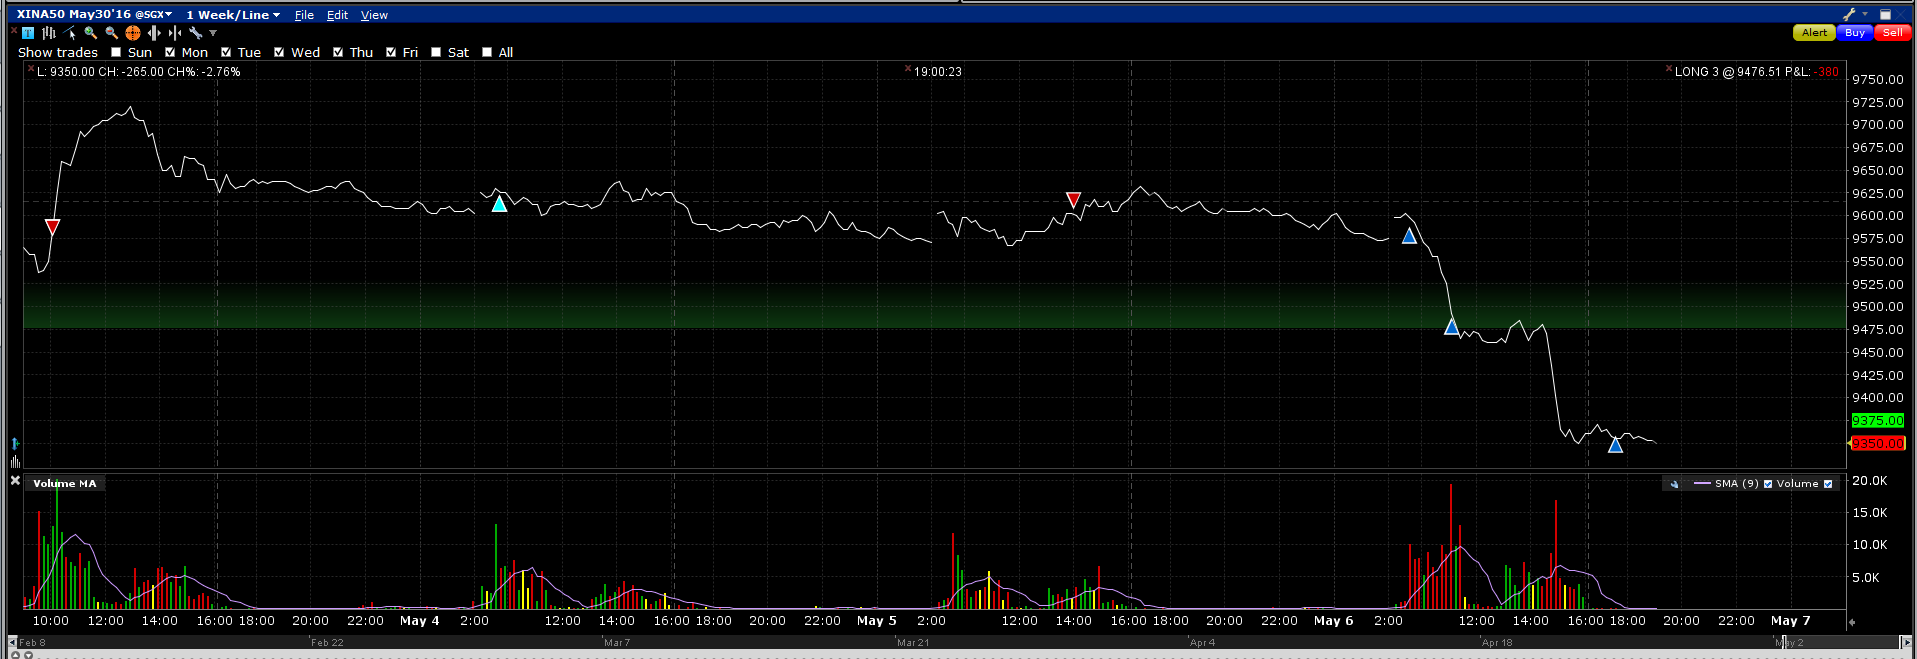 XINA50 May30'16 @SGX 1 Week/Line File Edit View
Alert Buy Sell
Show trades Sun Mon Tue Wed Thu Fri Sat All
L: 9350.00 CH: -265.00 CH%: -2.76% 19:00:23 LONG 3 @ 9476.51 P&L: -380
9750.00
9725.00
9700.00
9675.00
9650.00
9625.00
9600.00
9575.00
9550.00
9525.00
9500.00
9475.00
9450.00
9425.00
9400.00
9375.00
9350.00
Volume MA SMA (9) Volume
20.0K
15.0K
10.0K
5.0K
10:00 12:00 14:00 16:00 18:00 20:00 22:00 May 4 2:00 12:00 14:00 16:00 18:00 20:00 22:00 May 5 2:00 12:00 14:00 16:00 18:00 20:00 22:00 May 6 2:00 12:00 14:00 16:00 18:00 20:00 22:00 May 7
Feb 8 Feb 22 Mar 7 Mar 21 Apr 4 Apr 18 May 2